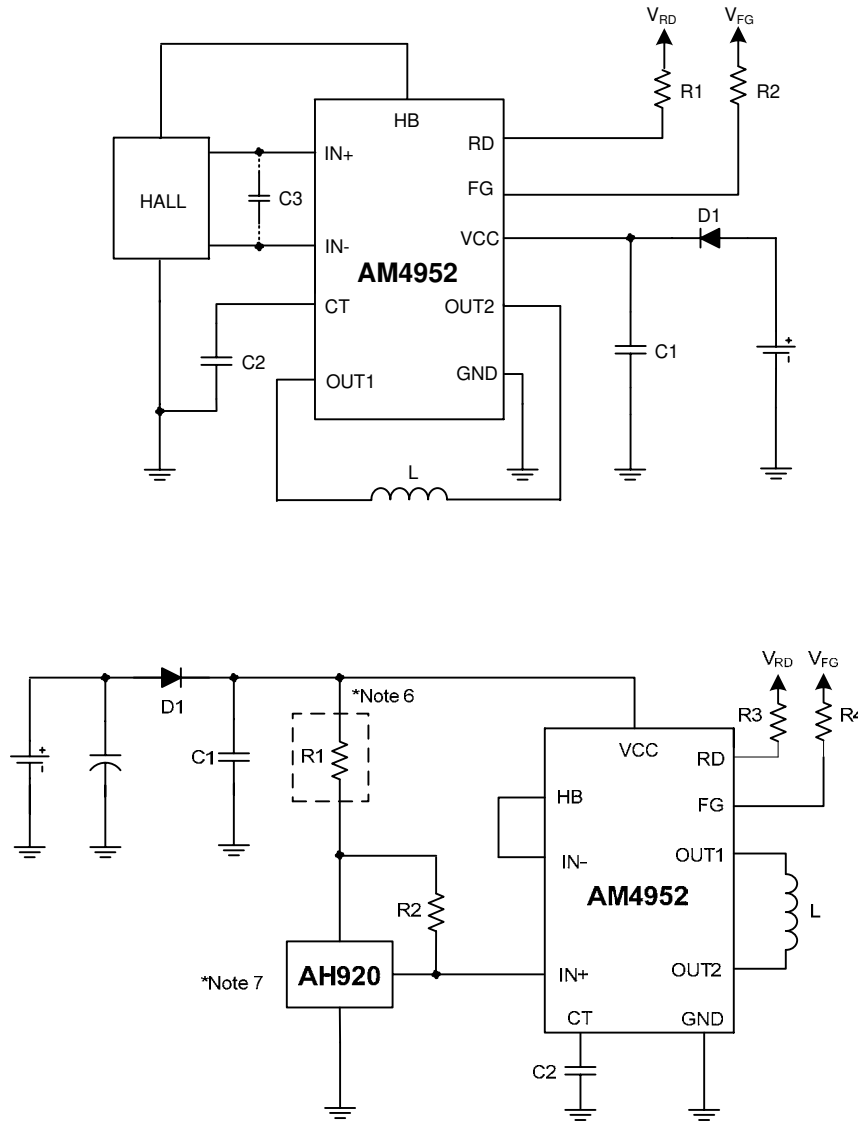 VRD
VFG
R1
R2
HB
RD
IN+
FG
HALL
C3
D1
VCC
IN-
AM4952
CT
OUT2
+
-
C1
C2
GND
OUT1
L
VRD
VFG
*Note 6
D1
R3
R4
VCC
+
-
C1
R1
RD
HB
FG
OUT1
IN-
R2
AM4952
L
AH920
*Note 7
IN+
OUT2
CT
GND
C2